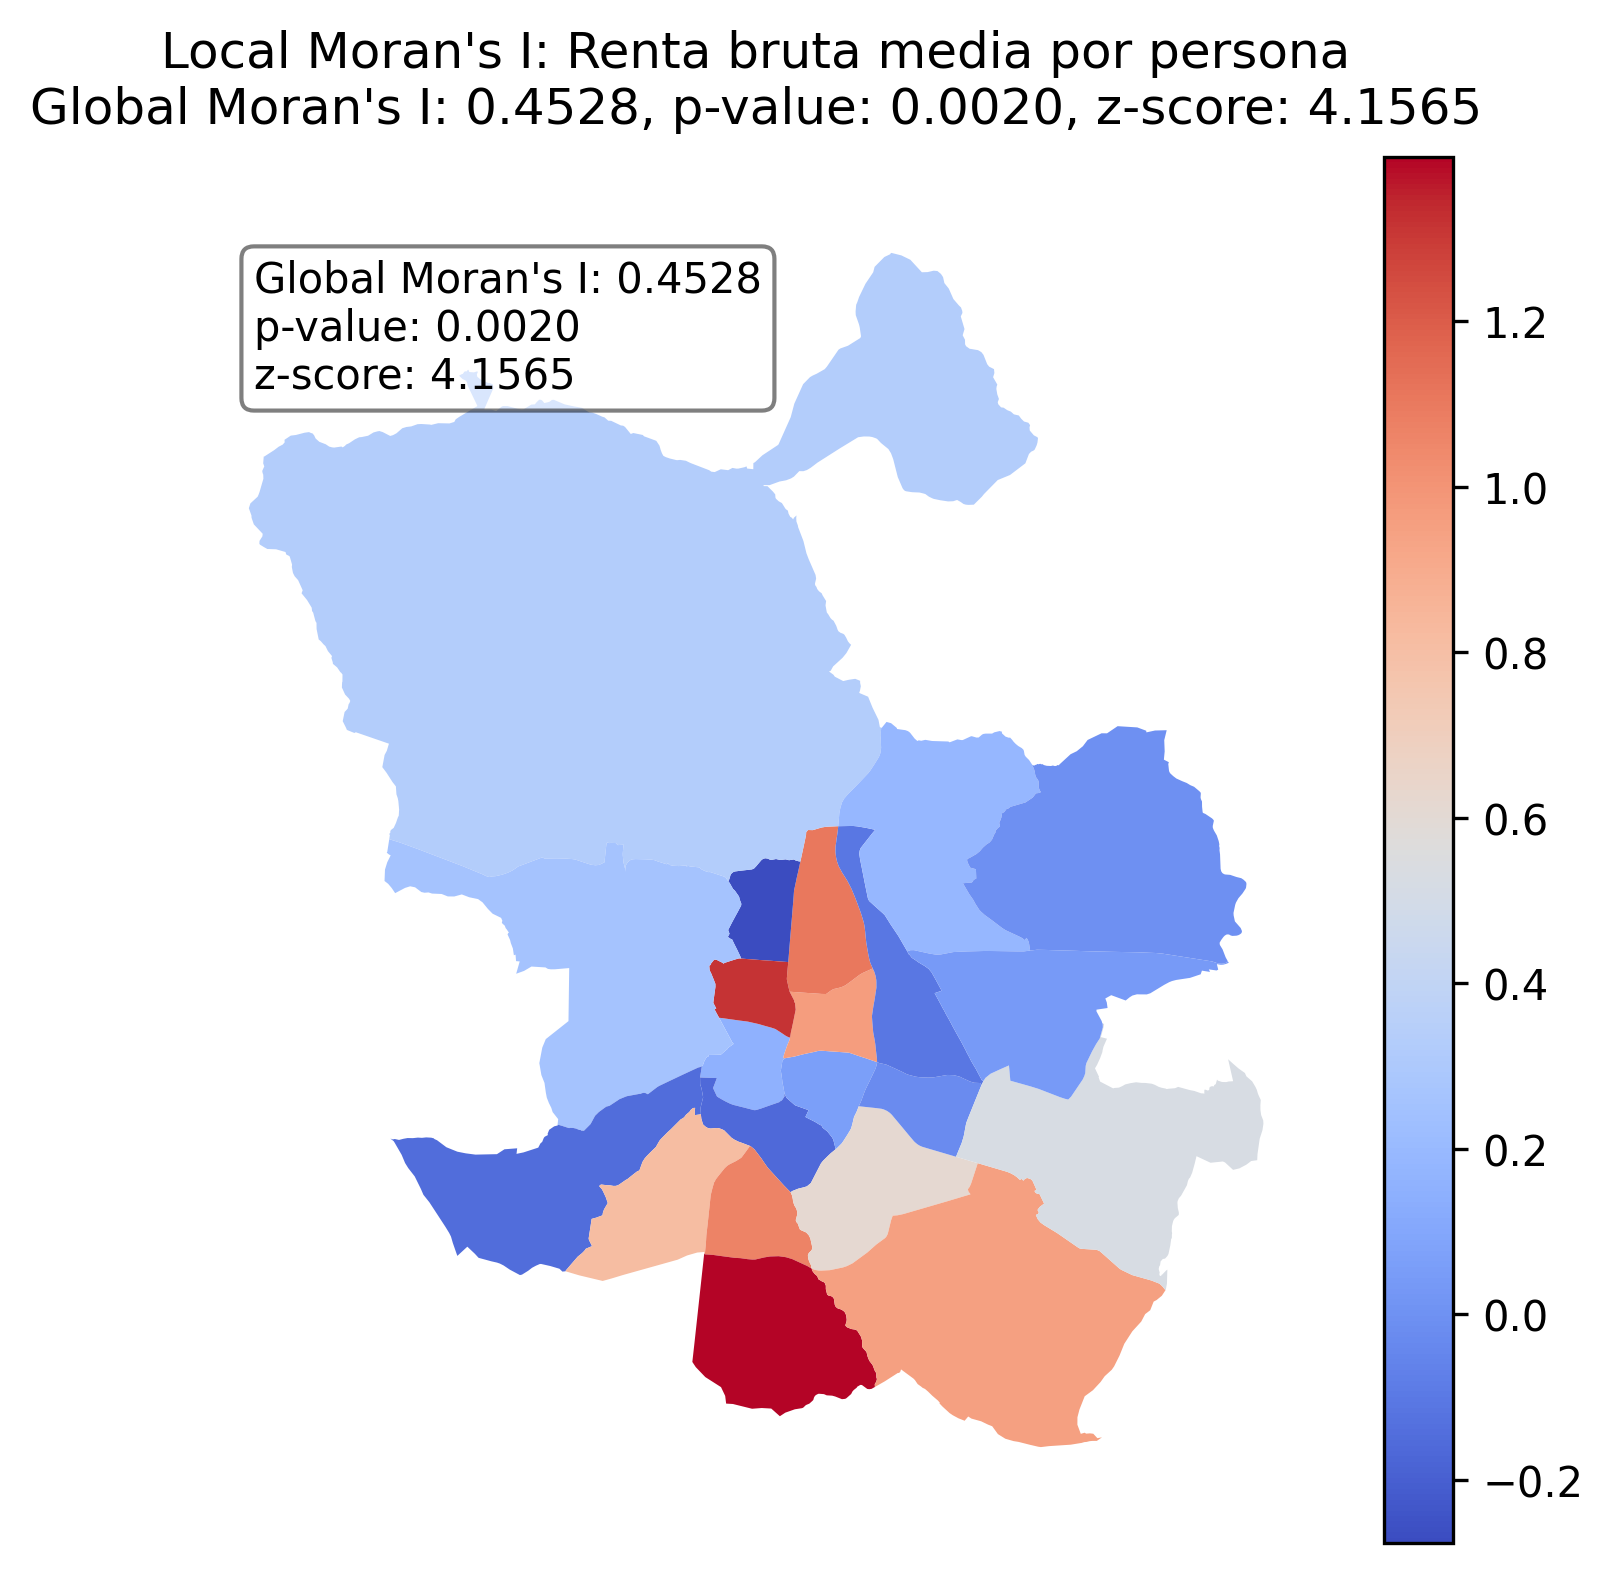 Local Moran's I: Renta bruta media por persona
Global Moran's I: 0.4528, p-value: 0.0020, z-score: 4.1565
Global Moran's I: 0.4528
p-value: 0.0020
z-score: 4.1565
1.2
1.0
0.8
0.6
0.4
0.2
0.0
−0.2